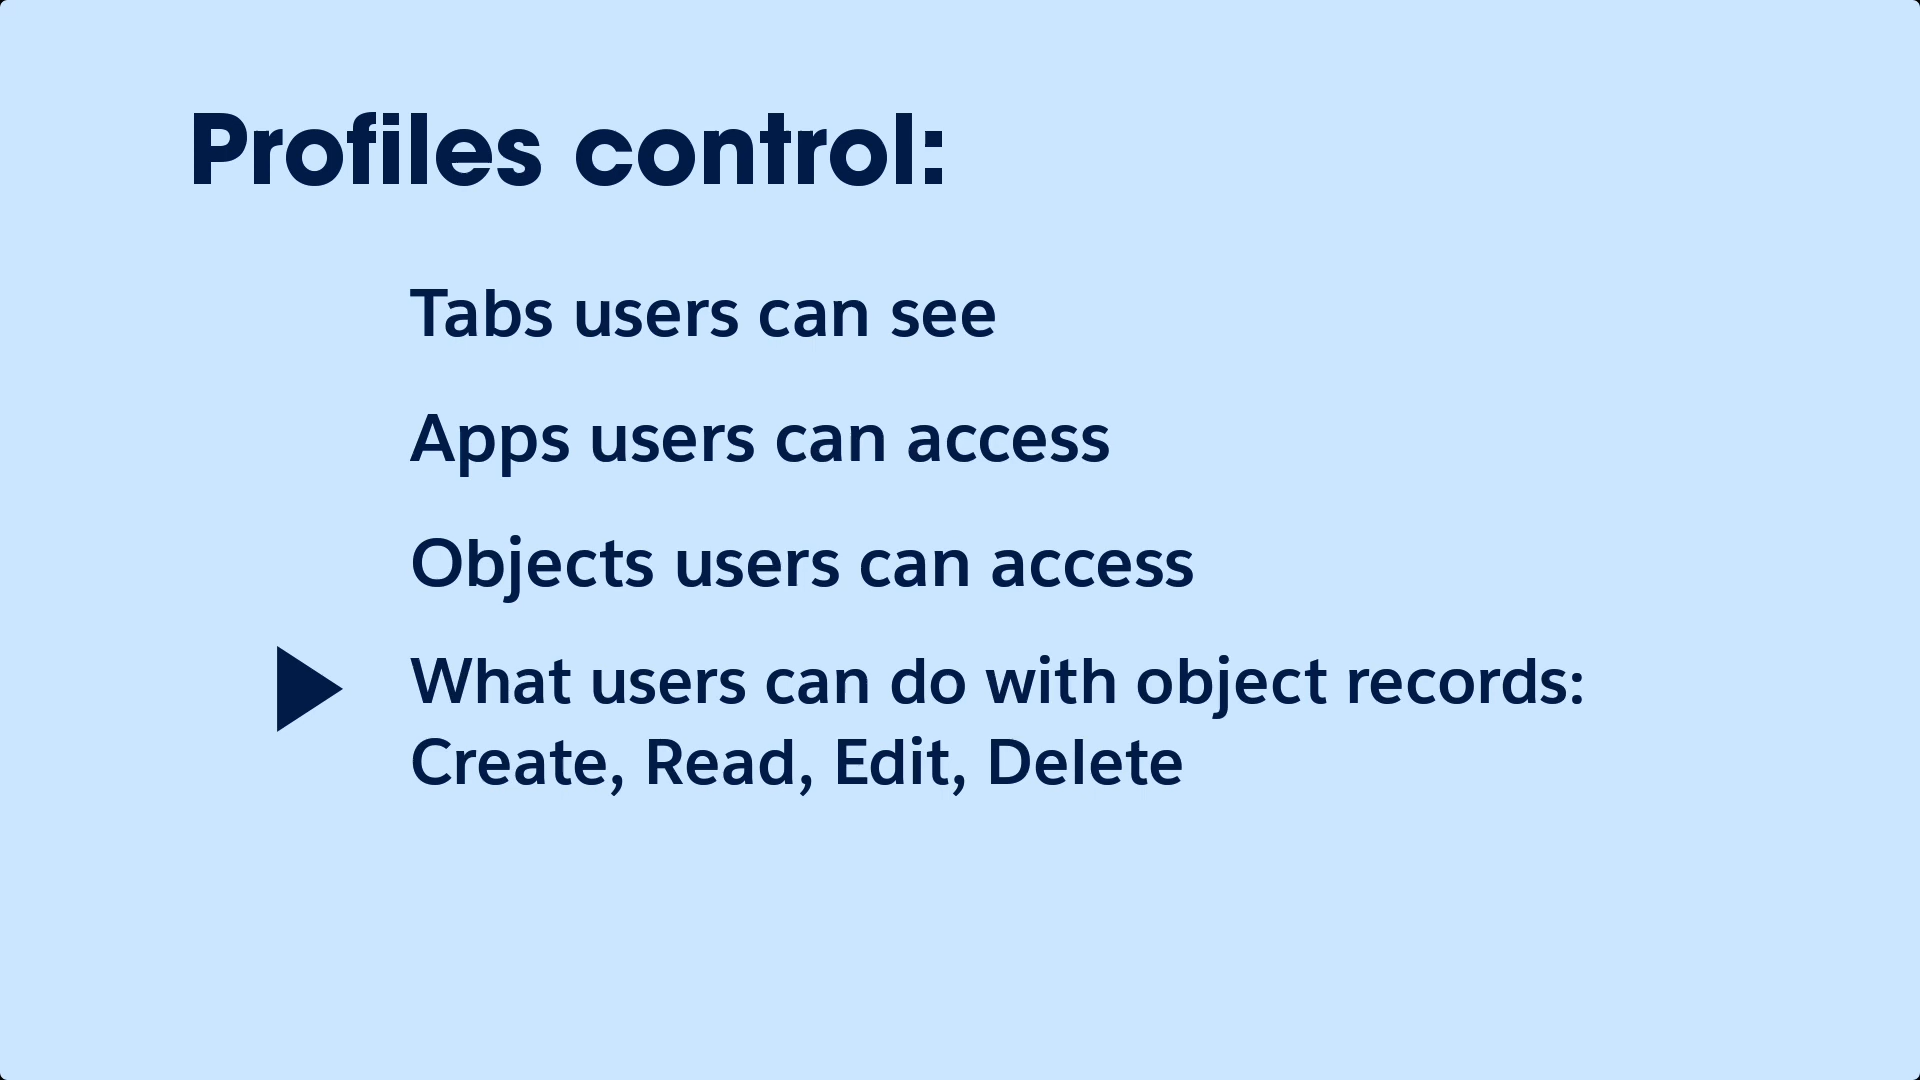 Profiles control:
Tabs users can see
Apps users can access
Objects users can access
What users can do with object records:
Create, Read, Edit, Delete